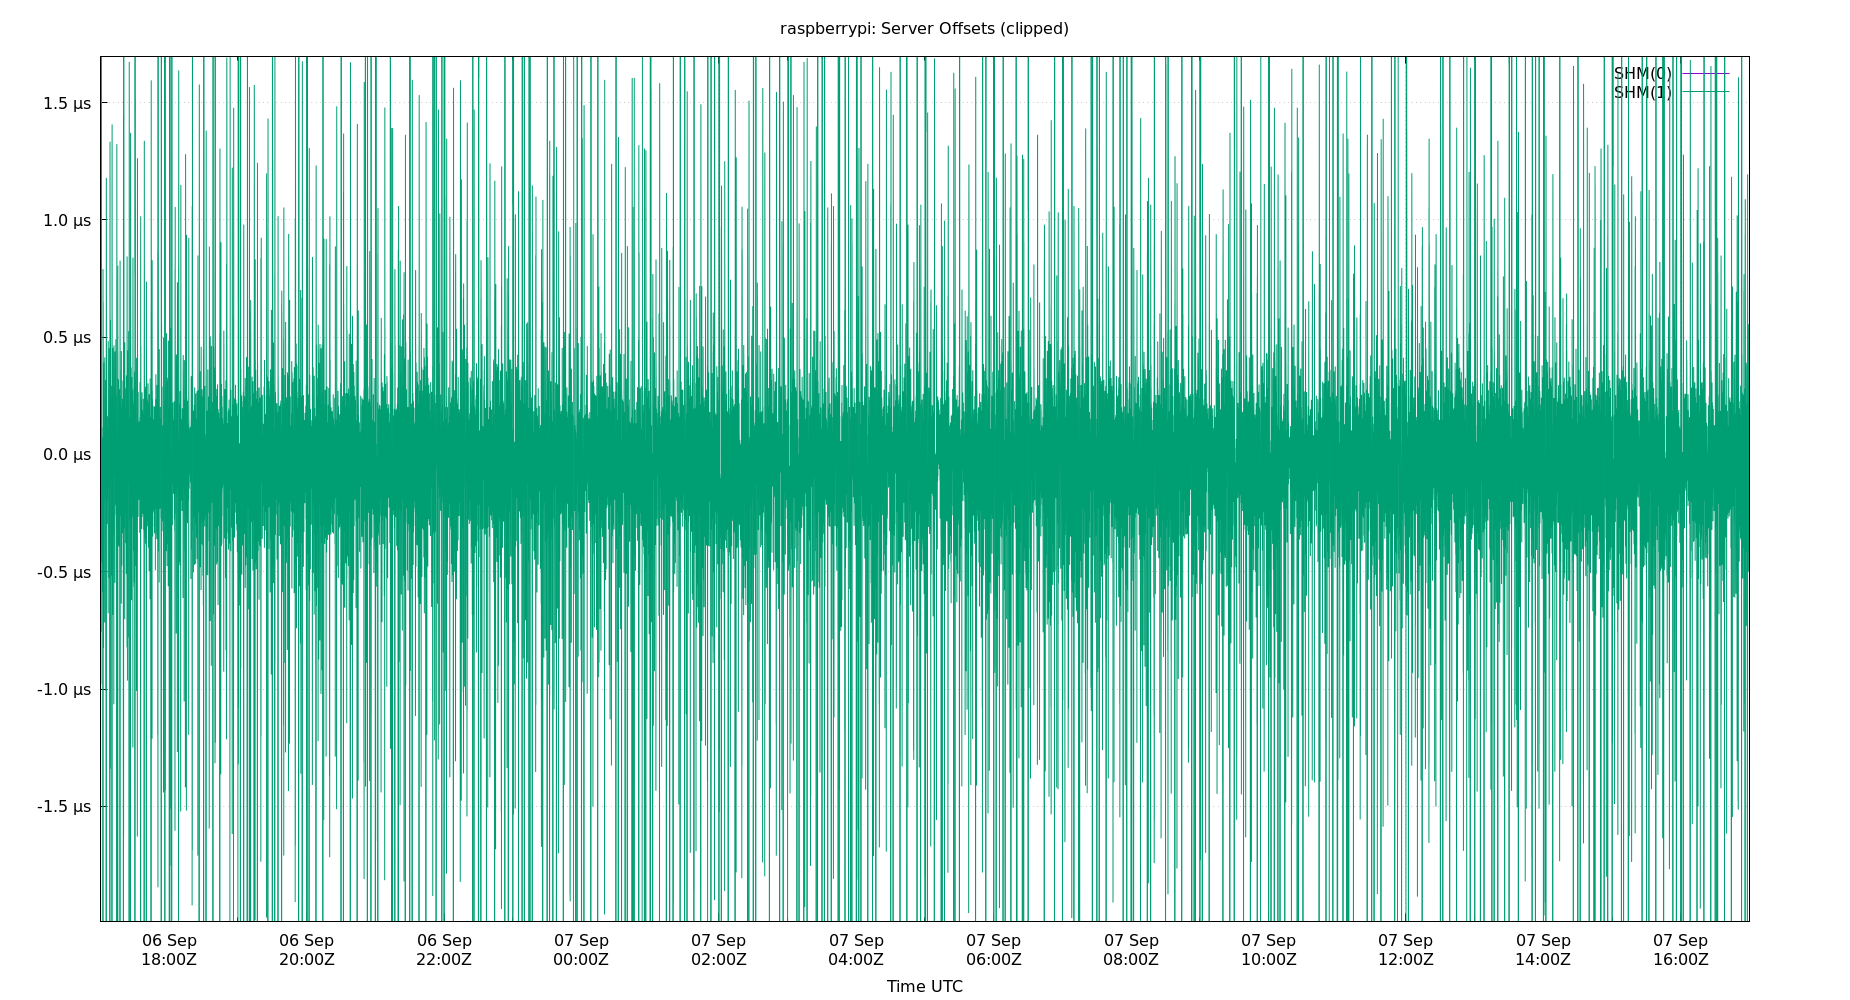 raspberrypi: Server Offsets (clipped)
SHM(0)
SHM(1)
1.5 µs
1.0 µs
0.5 µs
0.0 µs
-0.5 µs
-1.0 µs
-1.5 µs
06 Sep 06 Sep 06 Sep 07 Sep 07 Sep 07 Sep 07 Sep 07 Sep 07 Sep 07 Sep 07 Sep 07 Sep
18:00Z 20:00Z 22:00Z 00:00Z 02:00Z 04:00Z 06:00Z 08:00Z 10:00Z 12:00Z 14:00Z 16:00Z
Time UTC